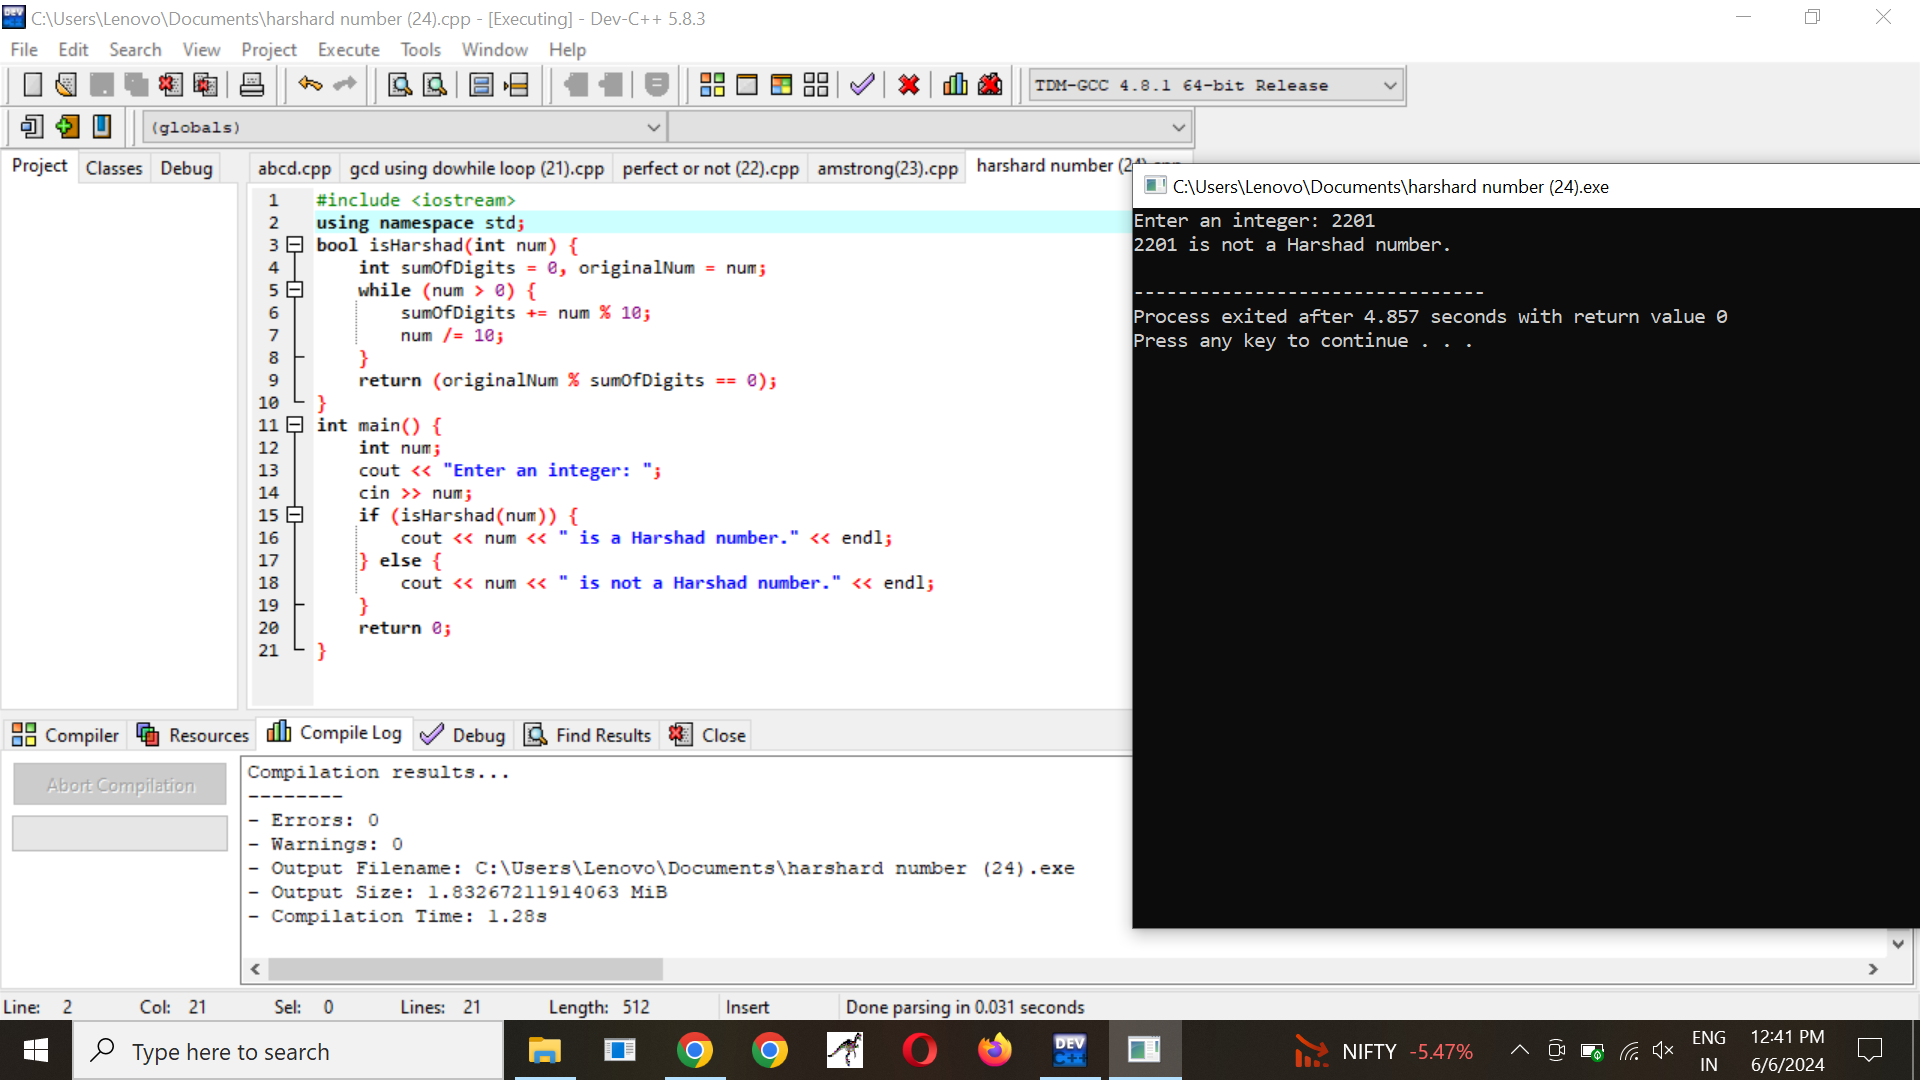 C:\Users\Lenovo\Documents\harshard number (24).cpp - [Executing] - Dev-C++ 5.8.3
File Edit Search View Project Execute Tools Window Help
TDM-GCC 4.8.1 64-bit Release
(globals)
Project Classes Debug
abcd.cpp gcd using dowhile loop (21).cpp perfect or not (22).cpp amstrong(23).cpp harshard number (24).cpp
1 #include <iostream>
2 using namespace std;
3 bool isHarshad(int num) {
4 int sumOfDigits = 0, originalNum = num;
5 while (num > 0) {
6 sumOfDigits += num % 10;
7 num /= 10;
8 }
9 return (originalNum % sumOfDigits == 0);
10 }
11 int main() {
12 int num;
13 cout << "Enter an integer: ";
14 cin >> num;
15 if (isHarshad(num)) {
16 cout << num << " is a Harshad number." << endl;
17 } else {
18 cout << num << " is not a Harshad number." << endl;
19 }
20 return 0;
21 }
C:\Users\Lenovo\Documents\harshard number (24).exe
Enter an integer: 2201
2201 is not a Harshad number.
--------------------------------
Process exited after 4.857 seconds with return value 0
Press any key to continue . . .
Compiler Resources Compile Log Debug Find Results Close
Abort Compilation
Compilation results...
--------
- Errors: 0
- Warnings: 0
- Output Filename: C:\Users\Lenovo\Documents\harshard number (24).exe
- Output Size: 1.83267211914063 MiB
- Compilation Time: 1.28s
Line: 2 Col: 21 Sel: 0 Lines: 21 Length: 512 Insert Done parsing in 0.031 seconds
Type here to search
DEV C++
NIFTY -5.47%
ENG
IN
12:41 PM
6/6/2024